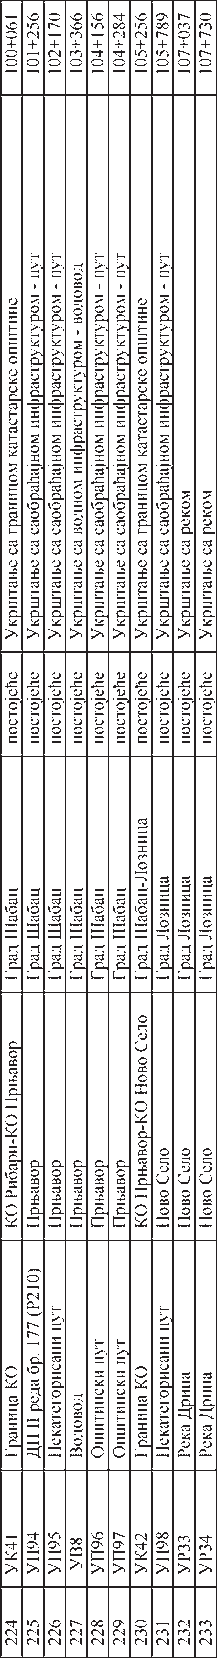 224 УК41 Граница КО КО Рибари-КО Прњавор Град Шабац постојеће Укрштање са границом катастарске општине 100+061
225 УП94 ДП II реда бр. 177 (Р210) Прњавор Град Шабац постојеће Укрштање са саобраћајном инфраструктуром - пут 101+256
226 УП95 Некатегорисани пут Прњавор Град Шабац постојеће Укрштање са саобраћајном инфраструктуром - пут 102+170
227 УВ8 Водовод Прњавор Град Шабац постојеће Укрштање са водном инфраструктуром - водовод 103+366
228 УП96 Општински пут Прњавор Град Шабац постојеће Укрштање са саобраћајном инфраструктуром - пут 104+156
229 УП97 Општински пут Прњавор Град Шабац постојеће Укрштање са саобраћајном инфраструктуром - пут 104+284
230 УК42 Граница КО КО Прњавор-КО Ново Село Град Шабац-Лозница постојеће Укрштање са границом катастарске општине 105+256
231 УП98 Некатегорисани пут Ново Село Град Лозница постојеће Укрштање са саобраћајном инфраструктуром - пут 105+789
232 УР33 Река Дрина Ново Село Град Лозница постојеће Укрштање са реком 107+037
233 УР34 Река Дрина Ново Село Град Лозница постојеће Укрштање са реком 107+730